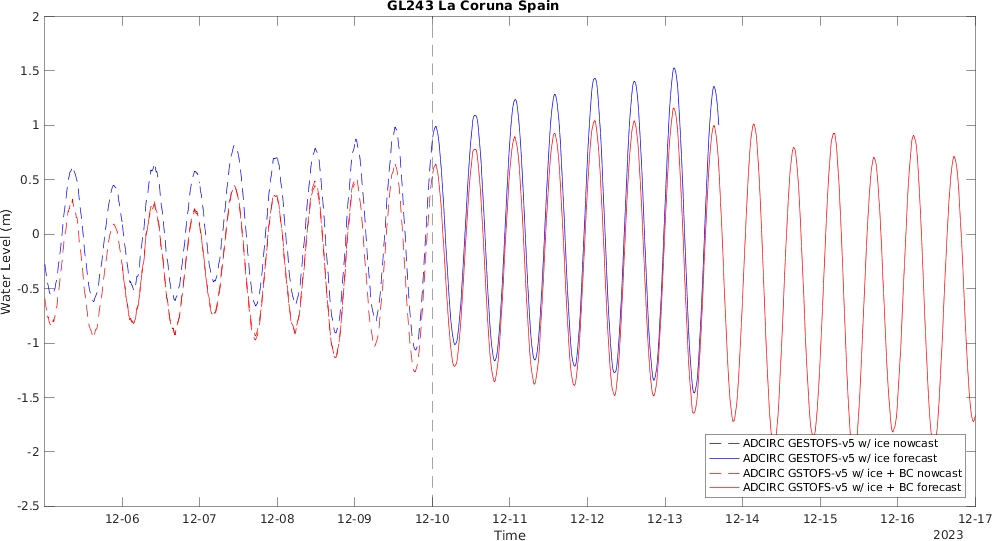 GL243 La Coruna Spain
2
1.5
1
0.5
0
-0.5
-1
-1.5
-2
-2.5
Water Level (m)
ADCIRC GESTOFS-v5 w/ ice nowcast
ADCIRC GESTOFS-v5 w/ ice forecast
ADCIRC GSTOFS-v5 w/ ice + BC nowcast
ADCIRC GSTOFS-v5 w/ ice + BC forecast
12-06 12-07 12-08 12-09 12-10 12-11 12-12 12-13 12-14 12-15 12-16 12-17
Time
2023